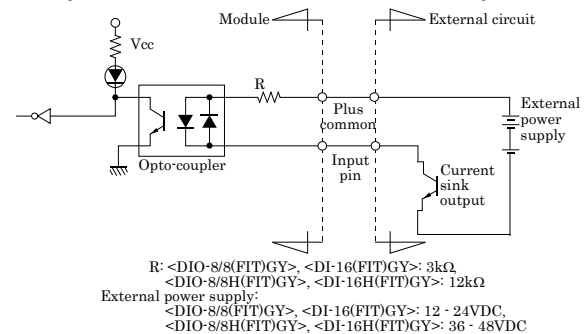 Module
External circuit
Vcc
R
Plus
common
External
power
supply
Input
pin
Opto-coupler
Current
sink
output
R: <DIO-8/8(FIT)GY>, <DI-16(FIT)GY>: 3kΩ,
<DIO-8/8H(FIT)GY>, <DI-16H(FIT)GY>: 12kΩ
External power supply:
<DIO-8/8(FIT)GY>, <DI-16(FIT)GY>: 12 - 24VDC,
<DIO-8/8H(FIT)GY>, <DI-16H(FIT)GY>: 36 - 48VDC